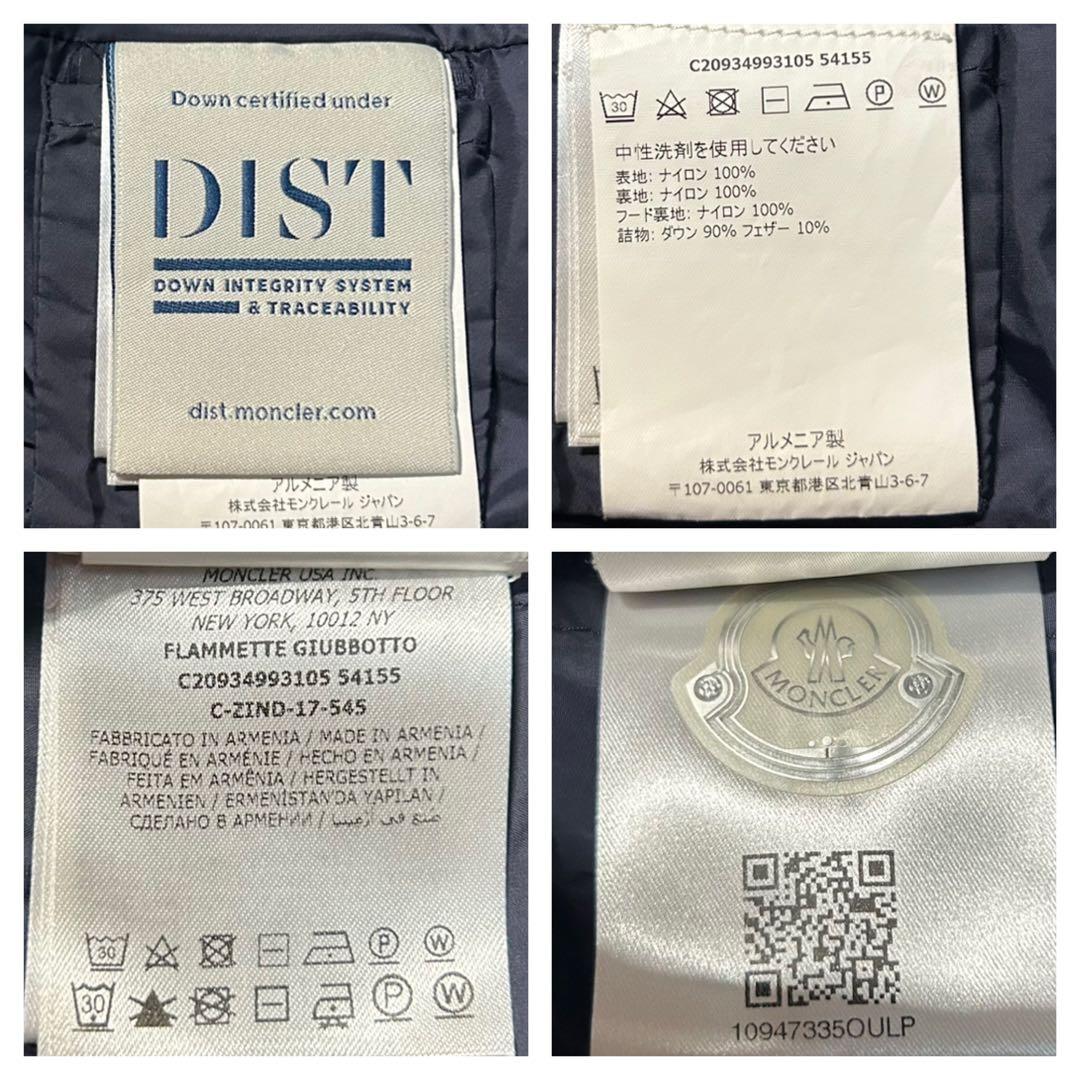 Down certified under
DIST
DOWN INTEGRITY SYSTEM
& TRACEABILITY
dist.moncler.com
アルメニア製
株式会社モンクレール ジャパン
〒107-0061 東京都港区北青山3-6-7
C20934993105 54155
30
中性洗剤を使用してください
表地: ナイロン 100%
裏地: ナイロン 100%
フード裏地: ナイロン 100%
詰物: ダウン 90% フェザー 10%
P
W
アルメニア製
株式会社モンクレール ジャパン
〒107-0061 東京都港区北青山3-6-7
MONCLER USA INC.
375 WEST BROADWAY, 5TH FLOOR
NEW YORK, 10012 NY
FLAMMETTE GIUBBOTTO
C20934993105 54155
C-ZIND-17-545
FABBRICATO IN ARMENIA / MADE IN ARMENIA /
FABRIQUÉ EN ARMÉNIE / HECHO EN ARMENIA /
FEITA EM ARMÊNIA / HERGESTELLT IN
ARMENIEN / ERMENİSTAN'DA YAPILAN /
СДЕЛАНО В АРМЕНИИ / صنع في أرمينيا
30 P W
30 P W
MONCLER
10947335OULP